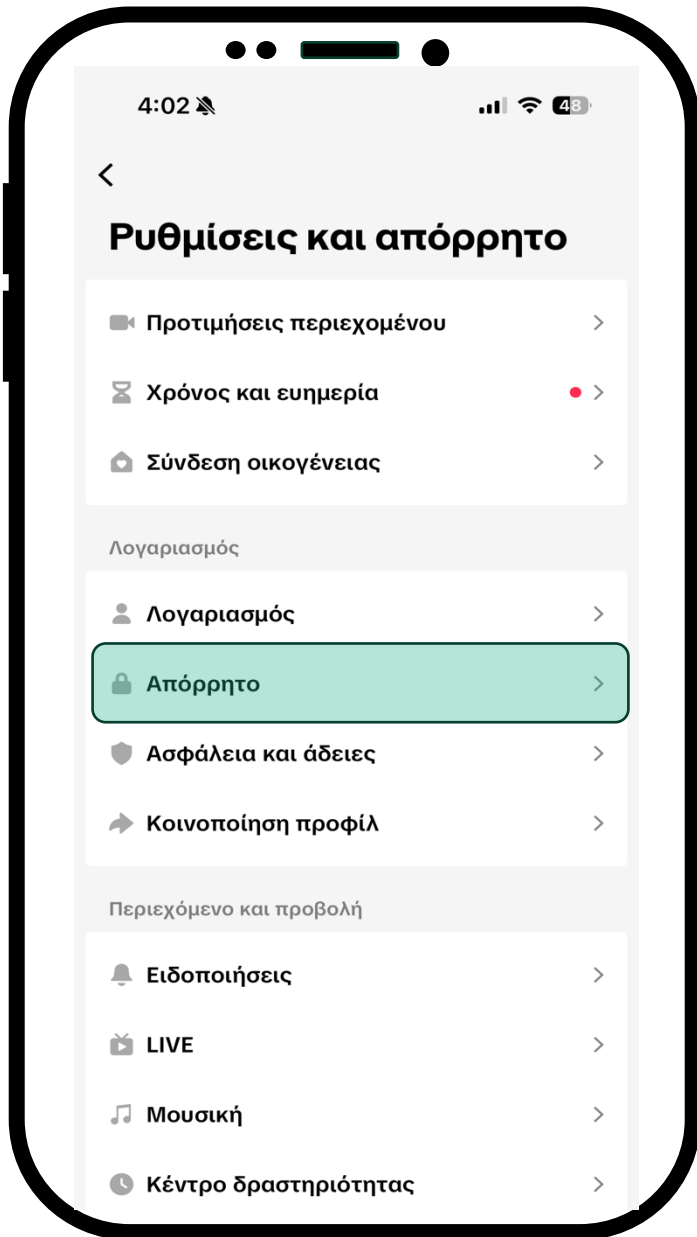 4:02
48
Ρυθμίσεις και απόρρητο
Προτιμήσεις περιεχομένου
Χρόνος και ευημερία
Σύνδεση οικογένειας
Λογαριασμός
Λογαριασμός
Απόρρητο
Ασφάλεια και άδειες
Κοινοποίηση προφίλ
Περιεχόμενο και προβολή
Ειδοποιήσεις
LIVE
Μουσική
Κέντρο δραστηριότητας